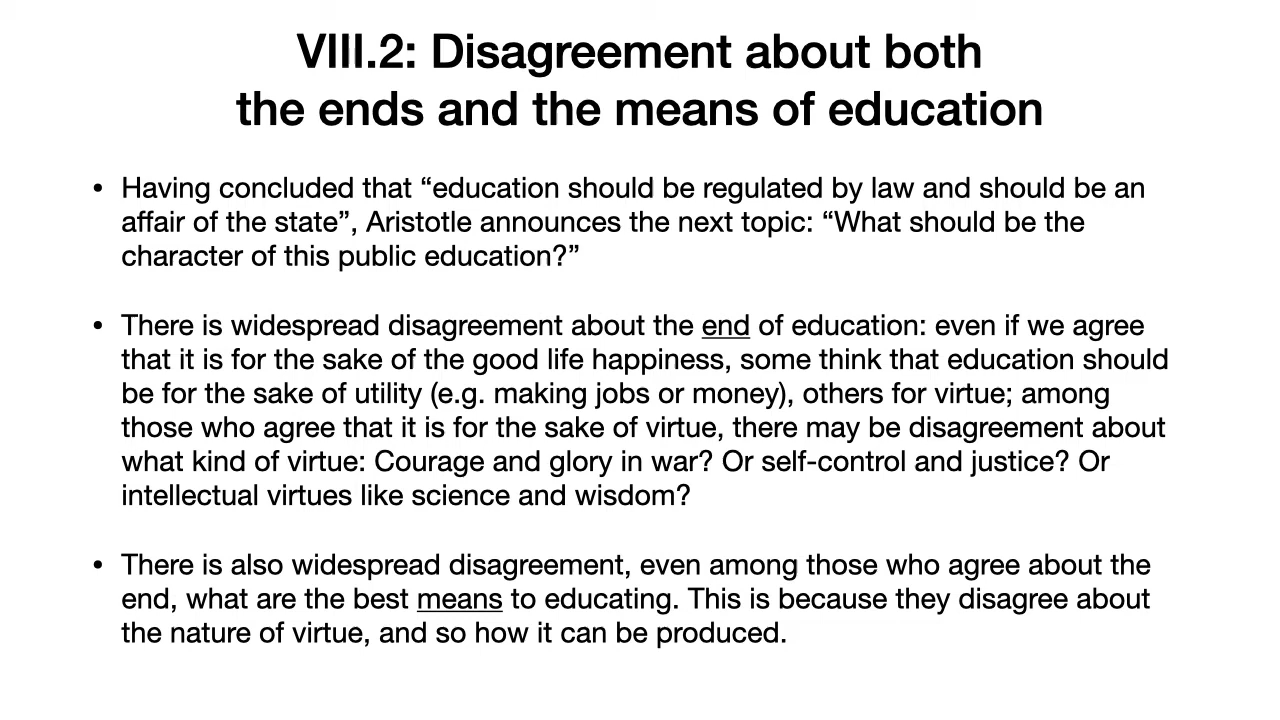 VIII.2: Disagreement about both
the ends and the means of education
• Having concluded that “education should be regulated by law and should be an
affair of the state”, Aristotle announces the next topic: “What should be the
character of this public education?”
• There is widespread disagreement about the end of education: even if we agree
that it is for the sake of the good life happiness, some think that education should
be for the sake of utility (e.g. making jobs or money), others for virtue; among
those who agree that it is for the sake of virtue, there may be disagreement about
what kind of virtue: Courage and glory in war? Or self-control and justice? Or
intellectual virtues like science and wisdom?
• There is also widespread disagreement, even among those who agree about the
end, what are the best means to educating. This is because they disagree about
the nature of virtue, and so how it can be produced.